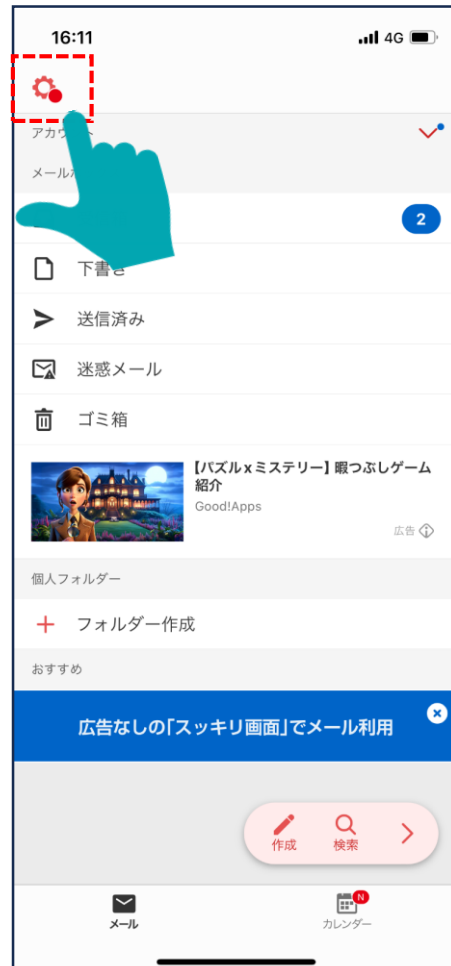 16:11
4G
アカウント
メール
2
下書き
送信済み
迷惑メール
ゴミ箱
【パズルxミステリー】暇つぶしゲーム
紹介
Good!Apps
広告
個人フォルダー
フォルダー作成
おすすめ
広告なしの「スッキリ画面」でメール利用
作成
検索
N
メール
カレンダー